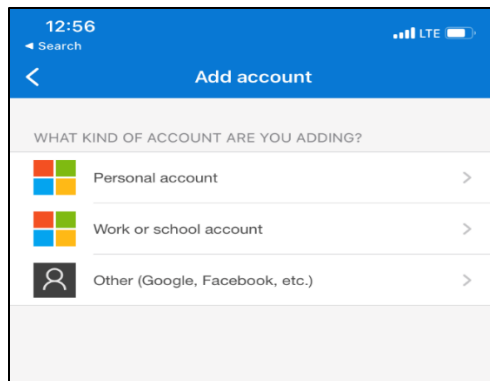 12:56
LTE
◄ Search
Add account
WHAT KIND OF ACCOUNT ARE YOU ADDING?
Personal account
Work or school account
Other (Google, Facebook, etc.)